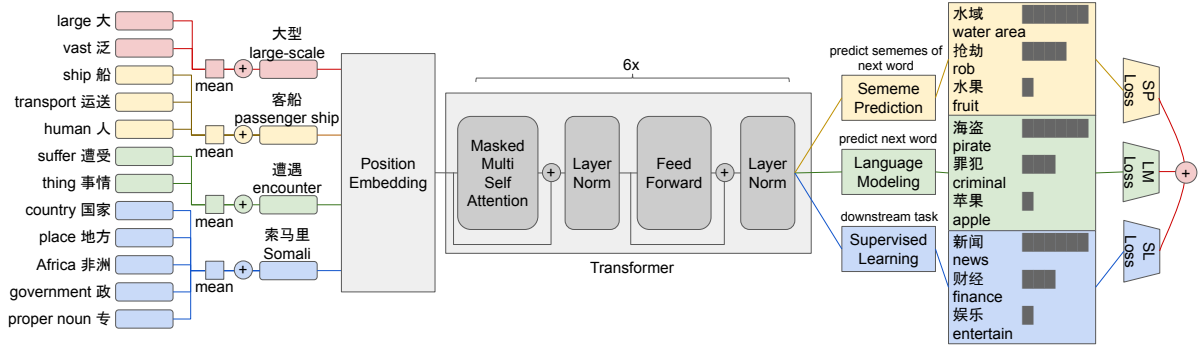 large 大
vast 泛
ship 船
transport 运送
human 人
suffer 遭受
thing 事情
country 国家
place 地方
Africa 非洲
government 政
proper noun 专
mean
+
大型
large-scale
mean
+
客船
passenger ship
mean
+
遭遇
encounter
mean
+
索马里
Somali
Position
Embedding
6x
Masked
Multi
Self
Attention
+
Layer
Norm
Feed
Forward
+
Layer
Norm
Transformer
predict sememes of
next word
Sememe
Prediction
predict next word
Language
Modeling
downstream task
Supervised
Learning
水域
water area
抢劫
rob
水果
fruit
海盗
pirate
罪犯
criminal
苹果
apple
新闻
news
财经
finance
娱乐
entertain
SP
Loss
LM
Loss
SL
Loss
+